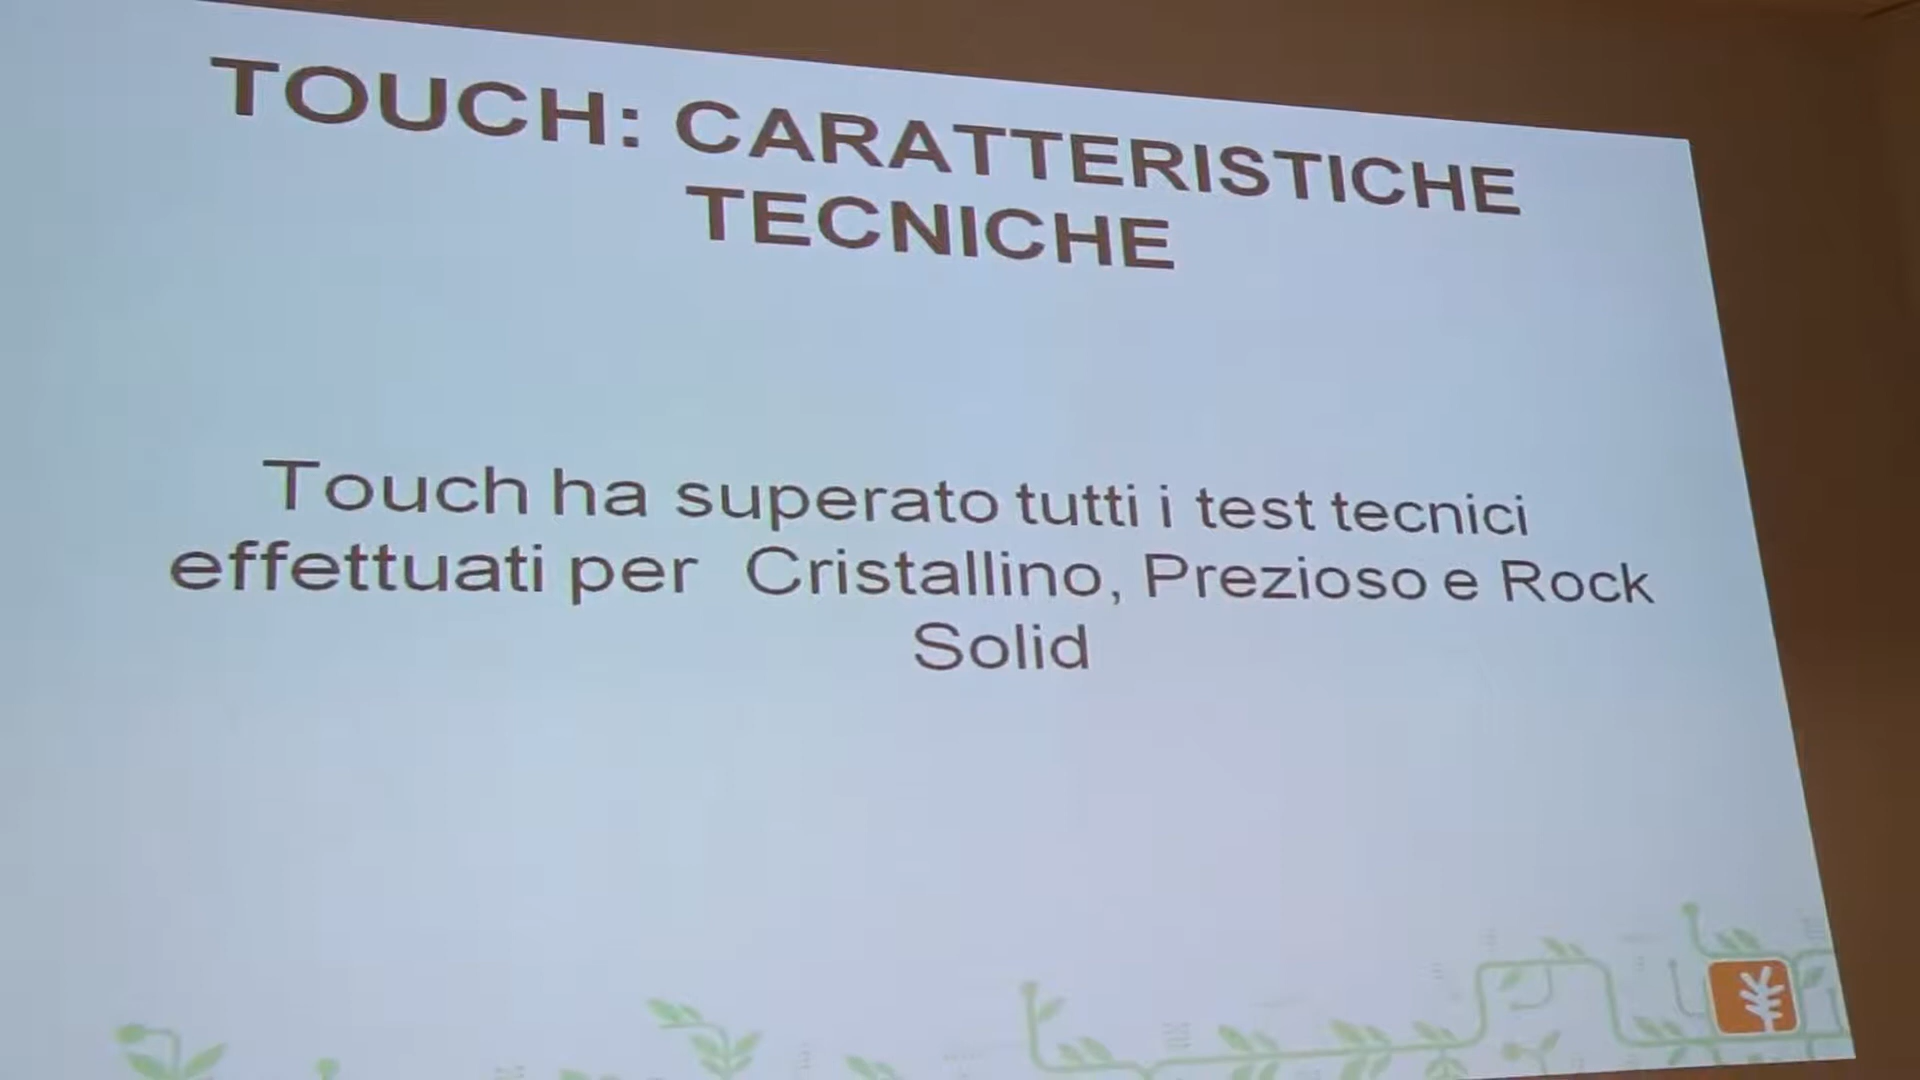 TOUCH: CARATTERISTICHE
TECNICHE
Touch ha superato tutti i test tecnici
effettuati per Cristallino, Prezioso e Rock
Solid